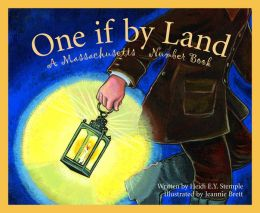 One if by Land
A Massachusetts Number Book
Written by Heidi E.Y. Stemple
illustrated by Jeannie Brett